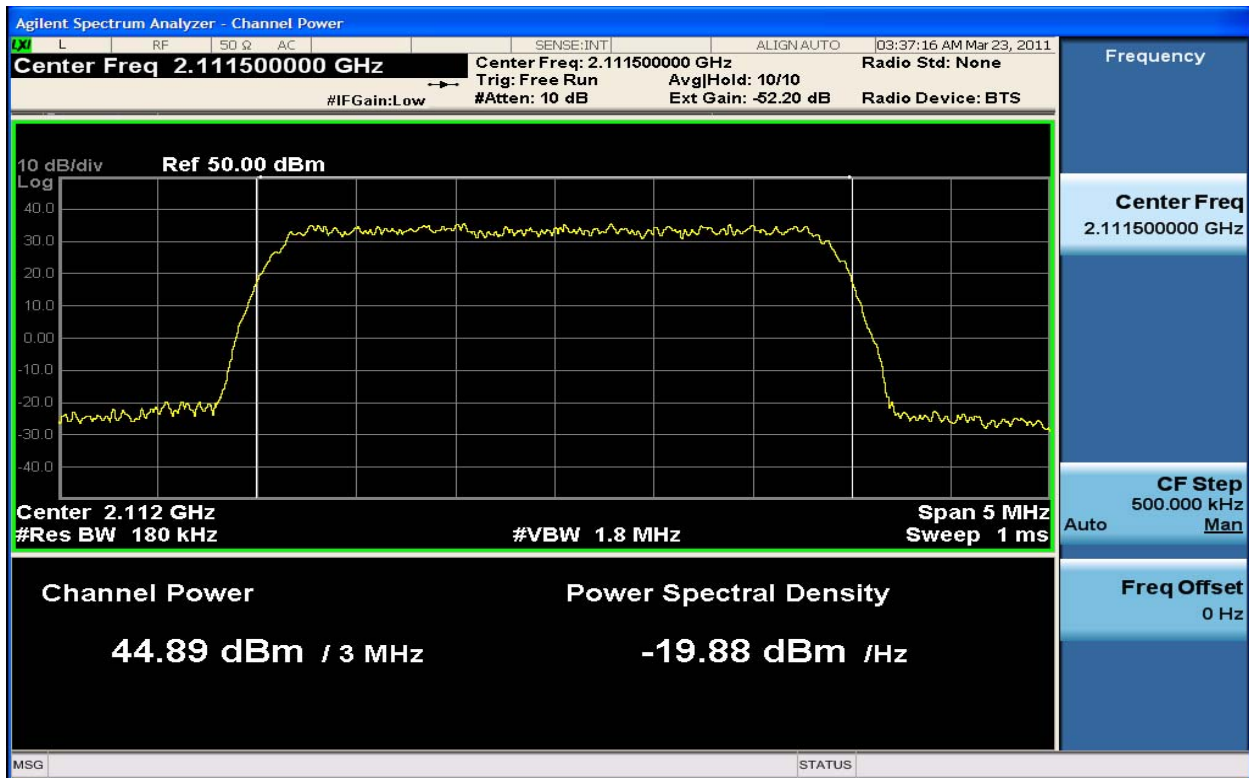 Agilent Spectrum Analyzer - Channel Power
LXI L RF 50 Ω AC SENSE:INT ALIGN AUTO 03:37:16 AM Mar 23, 2011
Center Freq 2.111500000 GHz
Center Freq: 2.111500000 GHz
Radio Std: None
Trig: Free Run Avg|Hold: 10/10
#IFGain:Low
#Atten: 10 dB Ext Gain: -52.20 dB Radio Device: BTS
10 dB/div Ref 50.00 dBm
Log
40.0
30.0
20.0
10.0
0.00
-10.0
-20.0
-30.0
-40.0
Center 2.112 GHz Span 5 MHz
#Res BW 180 kHz #VBW 1.8 MHz Sweep 1 ms
Channel Power Power Spectral Density
44.89 dBm / 3 MHz -19.88 dBm /Hz
Frequency
Center Freq
2.111500000 GHz
CF Step
500.000 kHz
Auto Man
Freq Offset
0 Hz
MSG STATUS